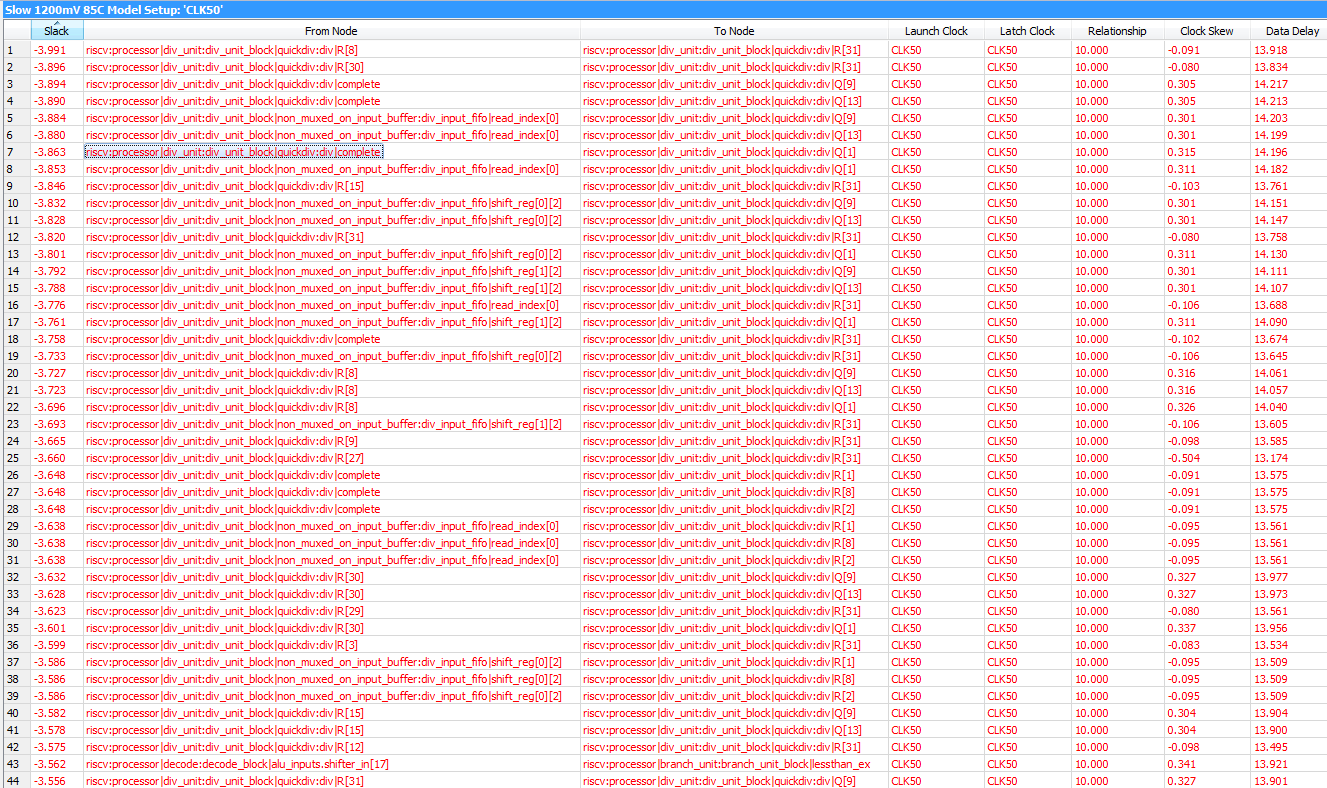 Slow 1200mV 85C Model Setup: 'CLK50'
Slack From Node To Node Launch Clock Latch Clock Relationship Clock Skew Data Delay
1 -3.991 riscv:processor|div_unit:div_unit_block|quickdiv:div|R[8] riscv:processor|div_unit:div_unit_block|quickdiv:div|R[31] CLK50 CLK50 10.000 -0.091 13.918
2 -3.896 riscv:processor|div_unit:div_unit_block|quickdiv:div|R[30] riscv:processor|div_unit:div_unit_block|quickdiv:div|R[31] CLK50 CLK50 10.000 -0.080 13.834
3 -3.894 riscv:processor|div_unit:div_unit_block|quickdiv:div|complete riscv:processor|div_unit:div_unit_block|quickdiv:div|Q[9] CLK50 CLK50 10.000 0.305 14.217
4 -3.890 riscv:processor|div_unit:div_unit_block|quickdiv:div|complete riscv:processor|div_unit:div_unit_block|quickdiv:div|Q[13] CLK50 CLK50 10.000 0.305 14.213
5 -3.884 riscv:processor|div_unit:div_unit_block|non_muxed_on_input_buffer:div_input_fifo|read_index[0] riscv:processor|div_unit:div_unit_block|quickdiv:div|Q[9] CLK50 CLK50 10.000 0.301 14.203
6 -3.880 riscv:processor|div_unit:div_unit_block|non_muxed_on_input_buffer:div_input_fifo|read_index[0] riscv:processor|div_unit:div_unit_block|quickdiv:div|Q[13] CLK50 CLK50 10.000 0.301 14.199
7 -3.863 riscv:processor|div_unit:div_unit_block|quickdiv:div|complete riscv:processor|div_unit:div_unit_block|quickdiv:div|Q[1] CLK50 CLK50 10.000 0.315 14.196
8 -3.853 riscv:processor|div_unit:div_unit_block|non_muxed_on_input_buffer:div_input_fifo|read_index[0] riscv:processor|div_unit:div_unit_block|quickdiv:div|Q[1] CLK50 CLK50 10.000 0.311 14.182
9 -3.846 riscv:processor|div_unit:div_unit_block|quickdiv:div|R[15] riscv:processor|div_unit:div_unit_block|quickdiv:div|R[31] CLK50 CLK50 10.000 -0.103 13.761
10 -3.832 riscv:processor|div_unit:div_unit_block|non_muxed_on_input_buffer:div_input_fifo|shift_reg[0][2] riscv:processor|div_unit:div_unit_block|quickdiv:div|Q[9] CLK50 CLK50 10.000 0.301 14.151
11 -3.828 riscv:processor|div_unit:div_unit_block|non_muxed_on_input_buffer:div_input_fifo|shift_reg[0][2] riscv:processor|div_unit:div_unit_block|quickdiv:div|Q[13] CLK50 CLK50 10.000 0.301 14.147
12 -3.820 riscv:processor|div_unit:div_unit_block|quickdiv:div|R[31] riscv:processor|div_unit:div_unit_block|quickdiv:div|R[31] CLK50 CLK50 10.000 -0.080 13.758
13 -3.801 riscv:processor|div_unit:div_unit_block|non_muxed_on_input_buffer:div_input_fifo|shift_reg[0][2] riscv:processor|div_unit:div_unit_block|quickdiv:div|Q[1] CLK50 CLK50 10.000 0.311 14.130
14 -3.792 riscv:processor|div_unit:div_unit_block|non_muxed_on_input_buffer:div_input_fifo|shift_reg[1][2] riscv:processor|div_unit:div_unit_block|quickdiv:div|Q[9] CLK50 CLK50 10.000 0.301 14.111
15 -3.788 riscv:processor|div_unit:div_unit_block|non_muxed_on_input_buffer:div_input_fifo|shift_reg[1][2] riscv:processor|div_unit:div_unit_block|quickdiv:div|Q[13] CLK50 CLK50 10.000 0.301 14.107
16 -3.776 riscv:processor|div_unit:div_unit_block|non_muxed_on_input_buffer:div_input_fifo|read_index[0] riscv:processor|div_unit:div_unit_block|quickdiv:div|R[31] CLK50 CLK50 10.000 -0.106 13.688
17 -3.761 riscv:processor|div_unit:div_unit_block|non_muxed_on_input_buffer:div_input_fifo|shift_reg[1][2] riscv:processor|div_unit:div_unit_block|quickdiv:div|Q[1] CLK50 CLK50 10.000 0.311 14.090
18 -3.758 riscv:processor|div_unit:div_unit_block|quickdiv:div|complete riscv:processor|div_unit:div_unit_block|quickdiv:div|R[31] CLK50 CLK50 10.000 -0.102 13.674
19 -3.733 riscv:processor|div_unit:div_unit_block|non_muxed_on_input_buffer:div_input_fifo|shift_reg[0][2] riscv:processor|div_unit:div_unit_block|quickdiv:div|R[31] CLK50 CLK50 10.000 -0.106 13.645
20 -3.727 riscv:processor|div_unit:div_unit_block|quickdiv:div|R[8] riscv:processor|div_unit:div_unit_block|quickdiv:div|Q[9] CLK50 CLK50 10.000 0.316 14.061
21 -3.723 riscv:processor|div_unit:div_unit_block|quickdiv:div|R[8] riscv:processor|div_unit:div_unit_block|quickdiv:div|Q[13] CLK50 CLK50 10.000 0.316 14.057
22 -3.696 riscv:processor|div_unit:div_unit_block|quickdiv:div|R[8] riscv:processor|div_unit:div_unit_block|quickdiv:div|Q[1] CLK50 CLK50 10.000 0.326 14.040
23 -3.693 riscv:processor|div_unit:div_unit_block|non_muxed_on_input_buffer:div_input_fifo|shift_reg[1][2] riscv:processor|div_unit:div_unit_block|quickdiv:div|R[31] CLK50 CLK50 10.000 -0.106 13.605
24 -3.665 riscv:processor|div_unit:div_unit_block|quickdiv:div|R[9] riscv:processor|div_unit:div_unit_block|quickdiv:div|R[31] CLK50 CLK50 10.000 -0.098 13.585
25 -3.660 riscv:processor|div_unit:div_unit_block|quickdiv:div|R[27] riscv:processor|div_unit:div_unit_block|quickdiv:div|R[31] CLK50 CLK50 10.000 -0.504 13.174
26 -3.648 riscv:processor|div_unit:div_unit_block|quickdiv:div|complete riscv:processor|div_unit:div_unit_block|quickdiv:div|R[1] CLK50 CLK50 10.000 -0.091 13.575
27 -3.648 riscv:processor|div_unit:div_unit_block|quickdiv:div|complete riscv:processor|div_unit:div_unit_block|quickdiv:div|R[8] CLK50 CLK50 10.000 -0.091 13.575
28 -3.648 riscv:processor|div_unit:div_unit_block|quickdiv:div|complete riscv:processor|div_unit:div_unit_block|quickdiv:div|R[2] CLK50 CLK50 10.000 -0.091 13.575
29 -3.638 riscv:processor|div_unit:div_unit_block|non_muxed_on_input_buffer:div_input_fifo|read_index[0] riscv:processor|div_unit:div_unit_block|quickdiv:div|R[1] CLK50 CLK50 10.000 -0.095 13.561
30 -3.638 riscv:processor|div_unit:div_unit_block|non_muxed_on_input_buffer:div_input_fifo|read_index[0] riscv:processor|div_unit:div_unit_block|quickdiv:div|R[8] CLK50 CLK50 10.000 -0.095 13.561
31 -3.638 riscv:processor|div_unit:div_unit_block|non_muxed_on_input_buffer:div_input_fifo|read_index[0] riscv:processor|div_unit:div_unit_block|quickdiv:div|R[2] CLK50 CLK50 10.000 -0.095 13.561
32 -3.632 riscv:processor|div_unit:div_unit_block|quickdiv:div|R[30] riscv:processor|div_unit:div_unit_block|quickdiv:div|Q[9] CLK50 CLK50 10.000 0.327 13.977
33 -3.628 riscv:processor|div_unit:div_unit_block|quickdiv:div|R[30] riscv:processor|div_unit:div_unit_block|quickdiv:div|Q[13] CLK50 CLK50 10.000 0.327 13.973
34 -3.623 riscv:processor|div_unit:div_unit_block|quickdiv:div|R[29] riscv:processor|div_unit:div_unit_block|quickdiv:div|R[31] CLK50 CLK50 10.000 -0.080 13.561
35 -3.601 riscv:processor|div_unit:div_unit_block|quickdiv:div|R[30] riscv:processor|div_unit:div_unit_block|quickdiv:div|Q[1] CLK50 CLK50 10.000 0.337 13.956
36 -3.599 riscv:processor|div_unit:div_unit_block|quickdiv:div|R[3] riscv:processor|div_unit:div_unit_block|quickdiv:div|R[31] CLK50 CLK50 10.000 -0.083 13.534
37 -3.586 riscv:processor|div_unit:div_unit_block|non_muxed_on_input_buffer:div_input_fifo|shift_reg[0][2] riscv:processor|div_unit:div_unit_block|quickdiv:div|R[1] CLK50 CLK50 10.000 -0.095 13.509
38 -3.586 riscv:processor|div_unit:div_unit_block|non_muxed_on_input_buffer:div_input_fifo|shift_reg[0][2] riscv:processor|div_unit:div_unit_block|quickdiv:div|R[8] CLK50 CLK50 10.000 -0.095 13.509
39 -3.586 riscv:processor|div_unit:div_unit_block|non_muxed_on_input_buffer:div_input_fifo|shift_reg[0][2] riscv:processor|div_unit:div_unit_block|quickdiv:div|R[2] CLK50 CLK50 10.000 -0.095 13.509
40 -3.582 riscv:processor|div_unit:div_unit_block|quickdiv:div|R[15] riscv:processor|div_unit:div_unit_block|quickdiv:div|Q[9] CLK50 CLK50 10.000 0.304 13.904
41 -3.578 riscv:processor|div_unit:div_unit_block|quickdiv:div|R[15] riscv:processor|div_unit:div_unit_block|quickdiv:div|Q[13] CLK50 CLK50 10.000 0.304 13.900
42 -3.575 riscv:processor|div_unit:div_unit_block|quickdiv:div|R[12] riscv:processor|div_unit:div_unit_block|quickdiv:div|R[31] CLK50 CLK50 10.000 -0.098 13.495
43 -3.562 riscv:processor|decode:decode_block|alu_inputs.shifter_in[17] riscv:processor|branch_unit:branch_unit_block|lessthan_ex CLK50 CLK50 10.000 0.341 13.921
44 -3.556 riscv:processor|div_unit:div_unit_block|quickdiv:div|R[31] riscv:processor|div_unit:div_unit_block|quickdiv:div|Q[9] CLK50 CLK50 10.000 0.327 13.901